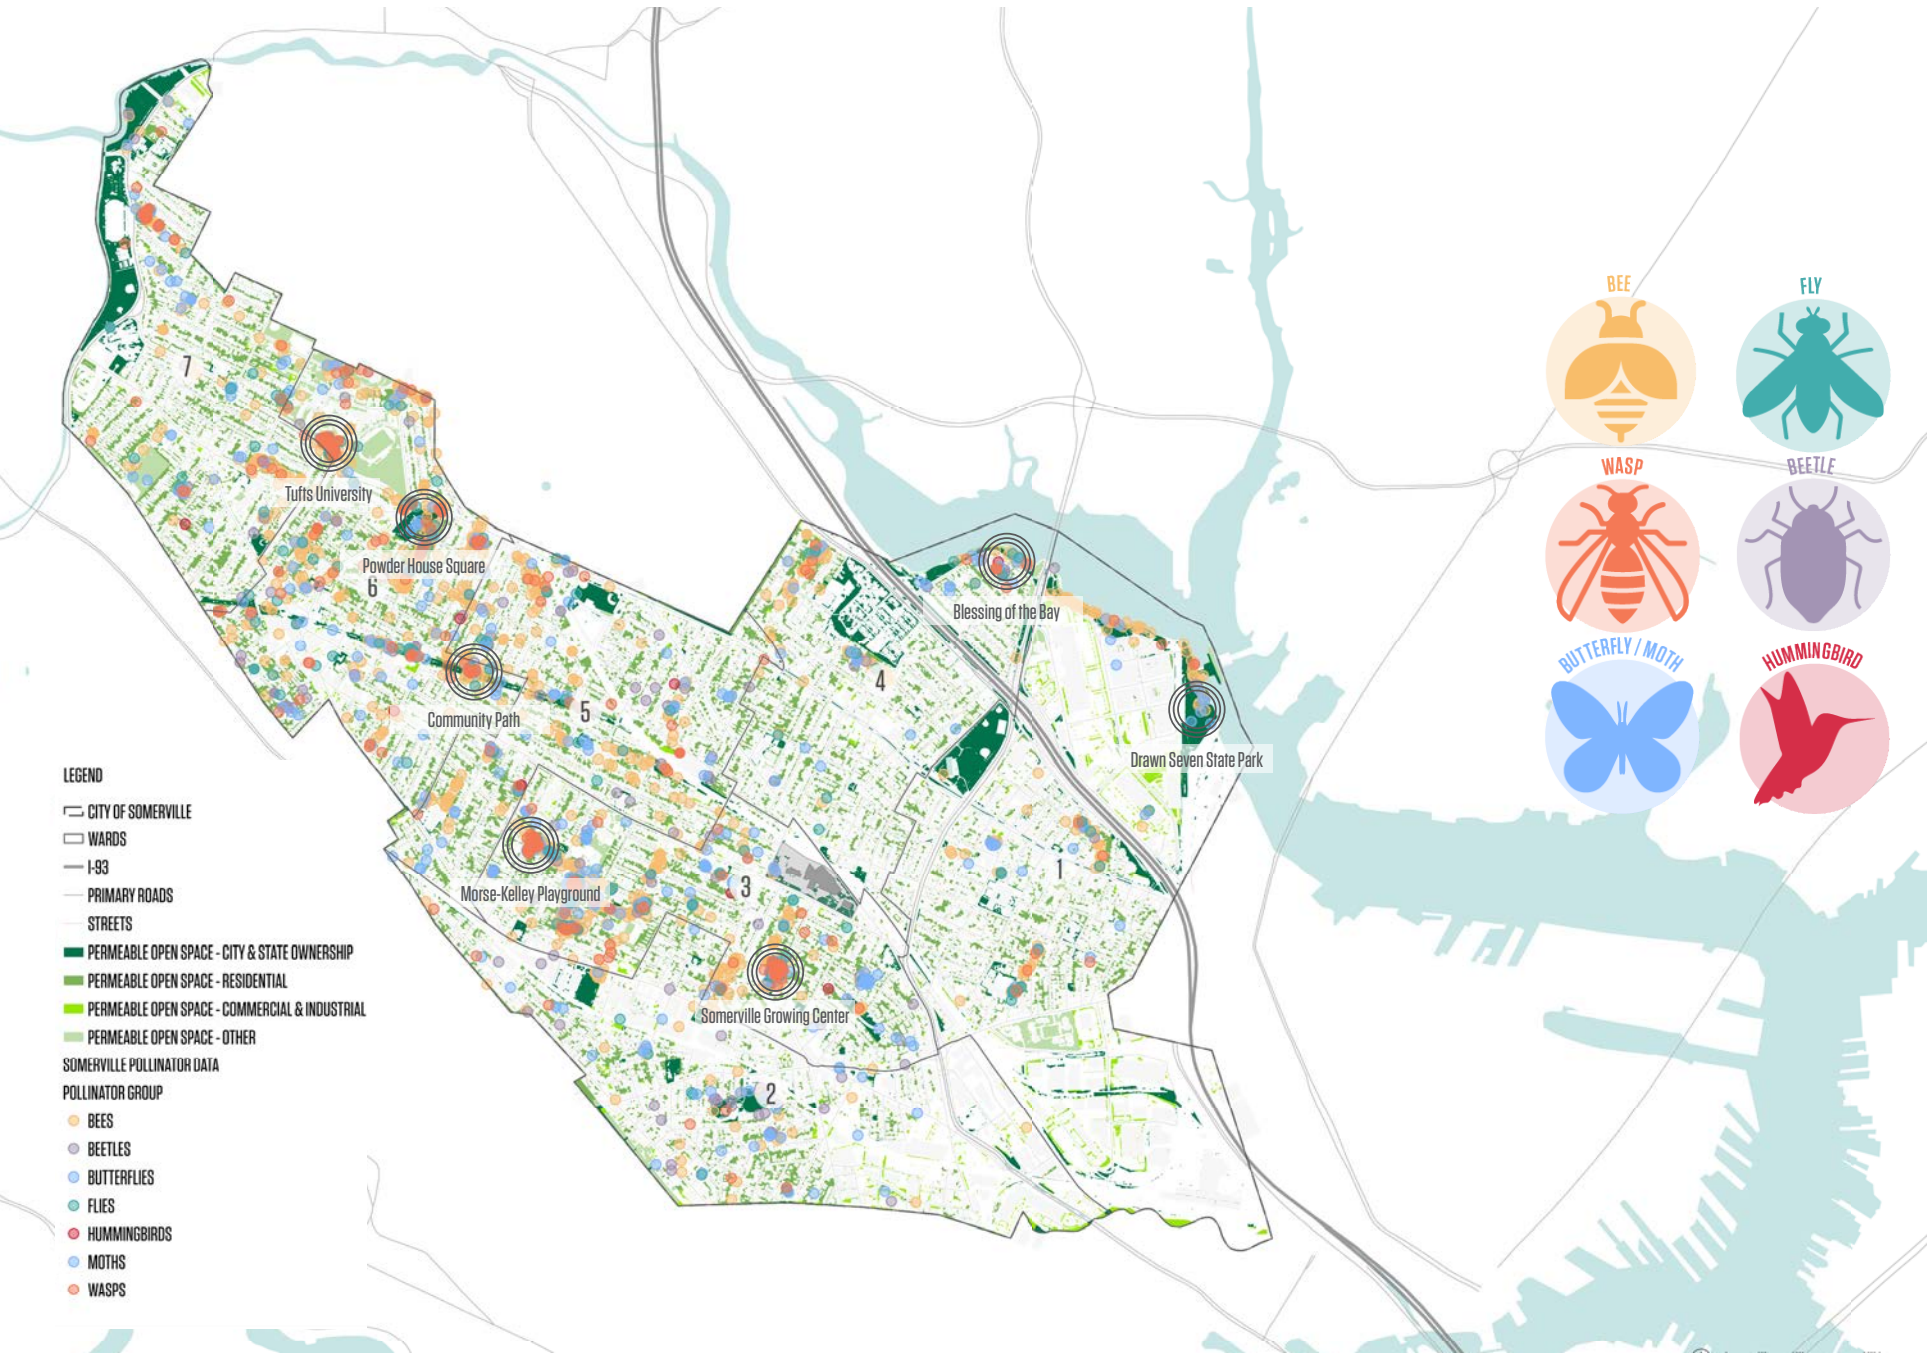 BEE
FLY
WASP
BEETLE
BUTTERFLY / MOTH
HUMMINGBIRD
7
Tufts University
Powder House Square
6
Blessing of the Bay
4
Community Path
5
Drawn Seven State Park
Morse-Kelley Playground
3
1
Somerville Growing Center
2
LEGEND
CITY OF SOMERVILLE
WARDS
I-93
PRIMARY ROADS
STREETS
PERMEABLE OPEN SPACE - CITY & STATE OWNERSHIP
PERMEABLE OPEN SPACE - RESIDENTIAL
PERMEABLE OPEN SPACE - COMMERCIAL & INDUSTRIAL
PERMEABLE OPEN SPACE - OTHER
SOMERVILLE POLLINATOR DATA
POLLINATOR GROUP
BEES
BEETLES
BUTTERFLIES
FLIES
HUMMINGBIRDS
MOTHS
WASPS